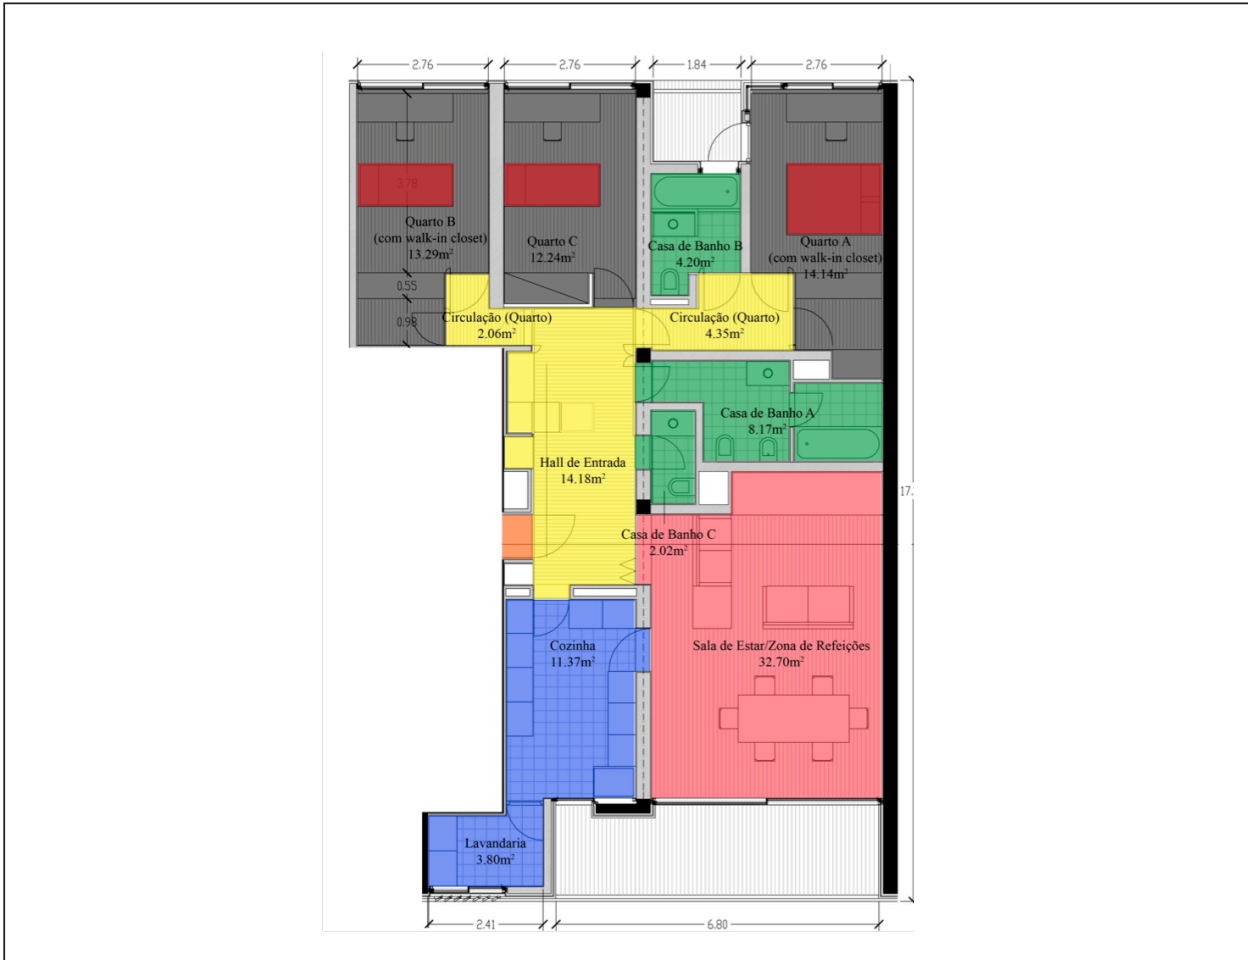 2.76
2.76
1.84
2.76
3.78
Quarto B
(com walk-in closet)
13.29m²
Quarto C
12.24m²
Casa de Banho B
4.20m²
Quarto A
(com walk-in closet)
14.14m²
0.55
0.98
Circulação (Quarto)
2.06m²
Circulação (Quarto)
4.35m²
Casa de Banho A
8.17m²
Hall de Entrada
14.18m²
17.
Casa de Banho C
2.02m²
Cozinha
11.37m²
Sala de Estar/Zona de Refeições
32.70m²
Lavandaria
3.80m²
2.41
6.80